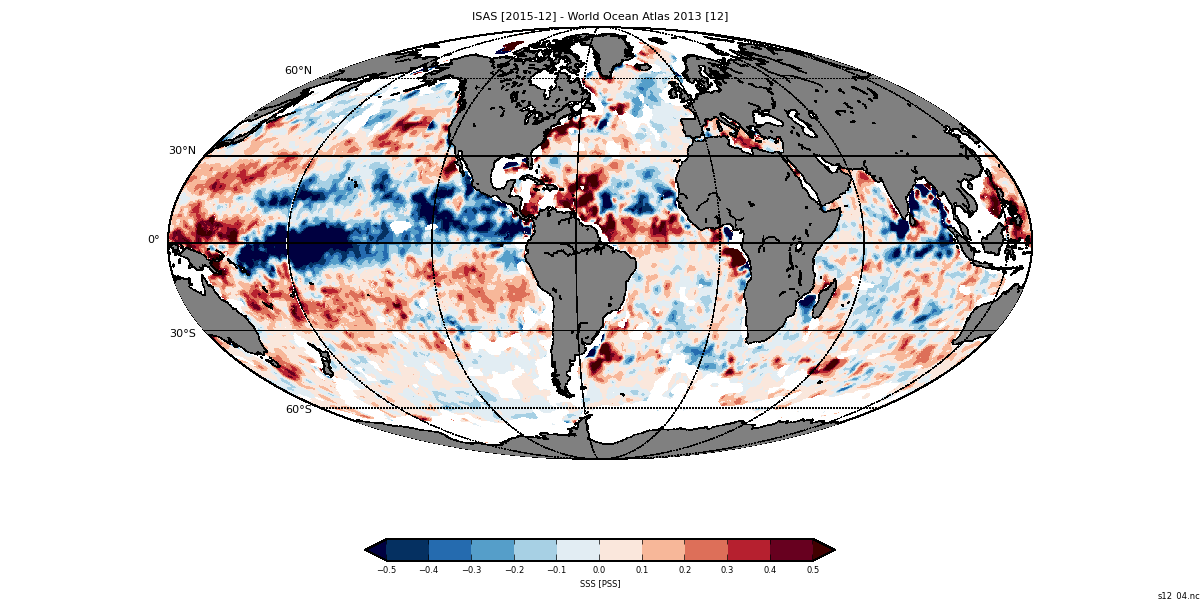 ISAS [2015-12] - World Ocean Atlas 2013 [12]
60°N
30°N
0°
30°S
60°S
−0.5 −0.4 −0.3 −0.2 −0.1 0.0 0.1 0.2 0.3 0.4 0.5
SSS [PSS]
s12_04.nc